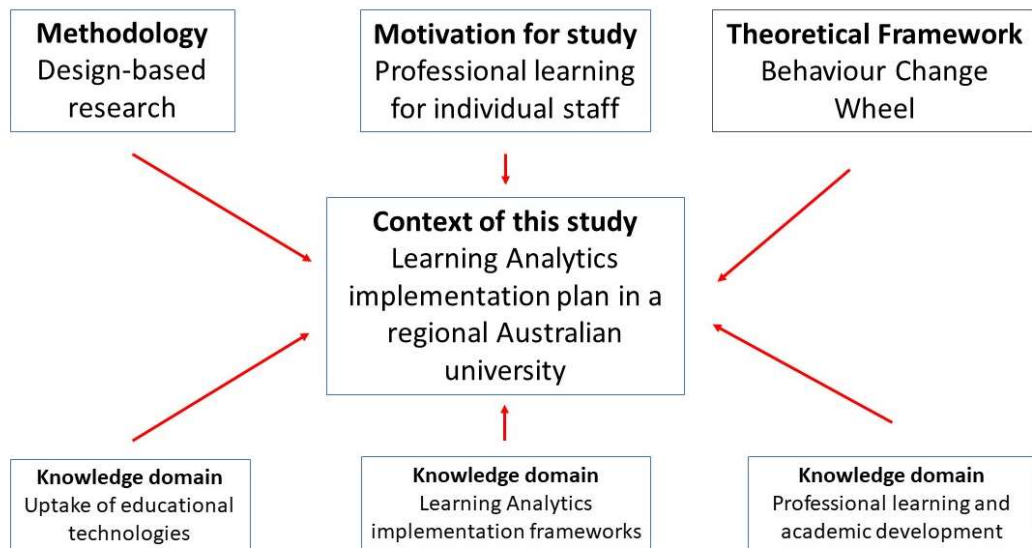 Methodology
Design-based
research
Motivation for study
Professional learning
for individual staff
Theoretical Framework
Behaviour Change
Wheel
Context of this study
Learning Analytics
implementation plan in a
regional Australian
university
Knowledge domain
Uptake of educational
technologies
Knowledge domain
Learning Analytics
implementation frameworks
Knowledge domain
Professional learning and
academic development